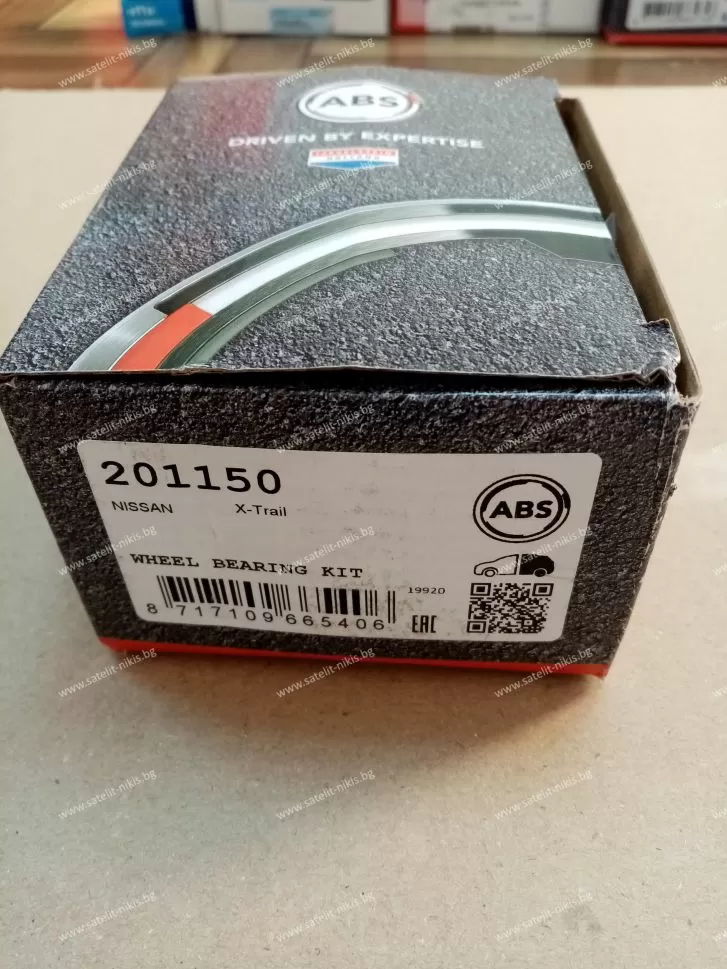 ABS
DRIVEN BY EXPERTISE
HOLLAND
201150
NISSAN X-Trail
ABS
WHEEL BEARING KIT
19920
8 717109 665406
EAC
www.satelit-nikis.bg